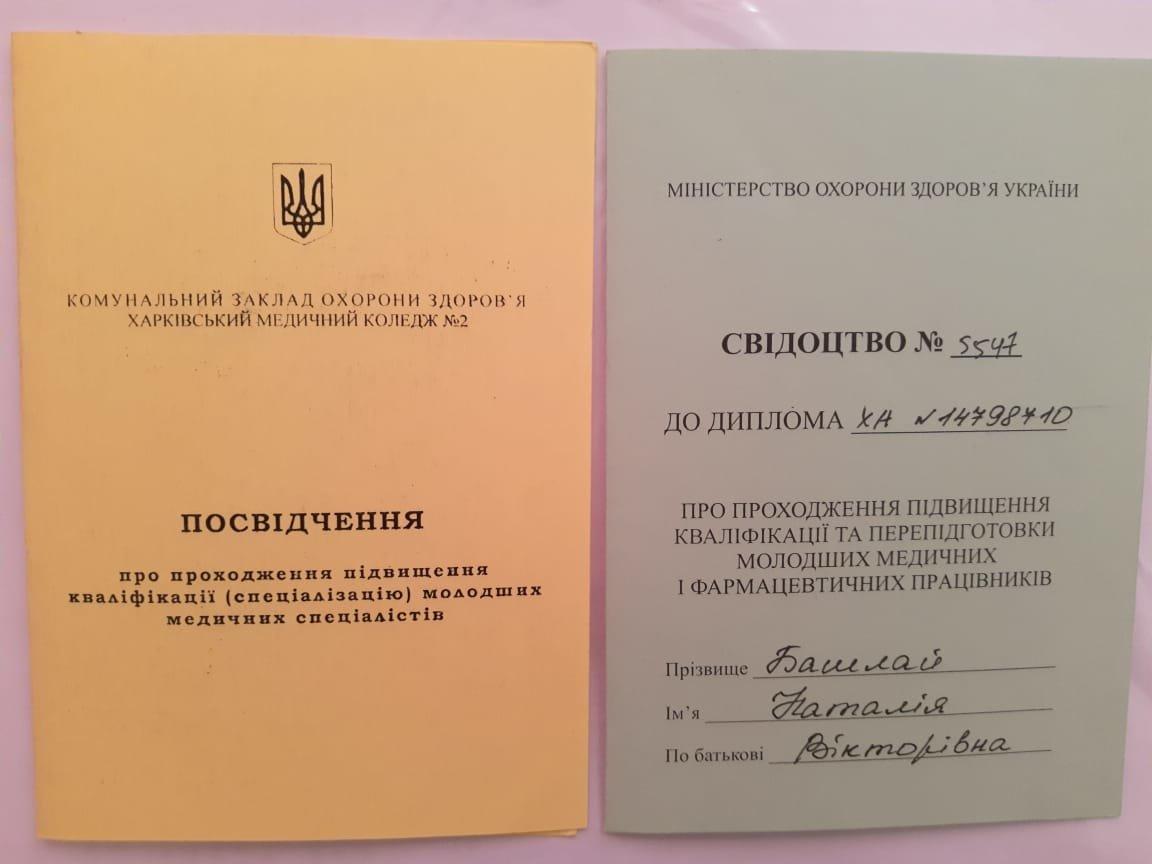 КОМУНАЛЬНИЙ ЗАКЛАД ОХОРОНИ ЗДОРОВ'Я
ХАРКІВСЬКИЙ МЕДИЧНИЙ КОЛЕДЖ №2
ПОСВІДЧЕННЯ
про проходження підвищення
кваліфікації (спеціалізацію) молодших
медичних спеціалістів
МІНІСТЕРСТВО ОХОРОНИ ЗДОРОВ'Я УКРАЇНИ
СВІДОЦТВО № 5547
ДО ДИПЛОМА ХА №14798710
ПРО ПРОХОДЖЕННЯ ПІДВИЩЕННЯ
КВАЛІФІКАЦІЇ ТА ПЕРЕПІДГОТОВКИ
МОЛОДШИХ МЕДИЧНИХ
І ФАРМАЦЕВТИЧНИХ ПРАЦІВНИКІВ
Прізвище Башлай
Ім'я Наталія
По батькові Вікторівна